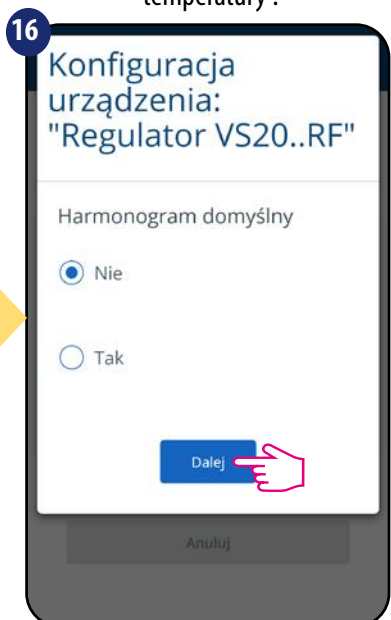 temperatury".
16
Konfiguracja
urządzenia:
"Regulator VS20..RF"
Harmonogram domyślny
Nie
Tak
Dalej
Anuluj